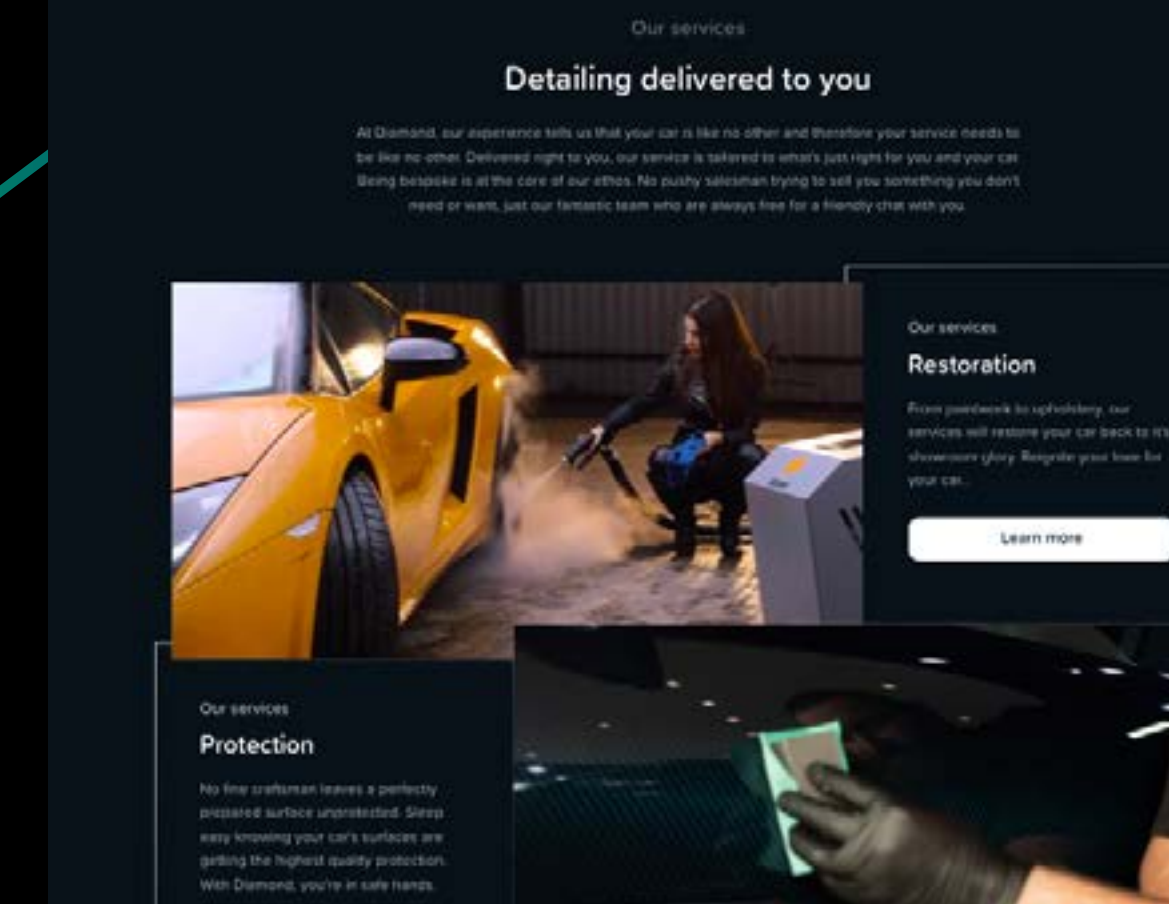 Our services
Detailing delivered to you
At Diamond, our experience tells us that your car is like no other and therefore your service needs to
be like no other. Delivered right to you, our service is tailored to what's just right for you and your car.
Being bespoke is at the core of our ethos. No pushy salesman trying to sell you something you don't
need or want, just our fantastic team who are always free for a friendly chat with you.
Our services
Restoration
From paintwork to upholstery, our
services will restore your car back to it's
showroom glory. Reignite your love for
your car...
Learn more
Our services
Protection
No fine craftsman leaves a perfectly
prepared surface unprotected. Sleep
easy knowing your car's surfaces are
getting the highest quality protection.
With Diamond, you're in safe hands.